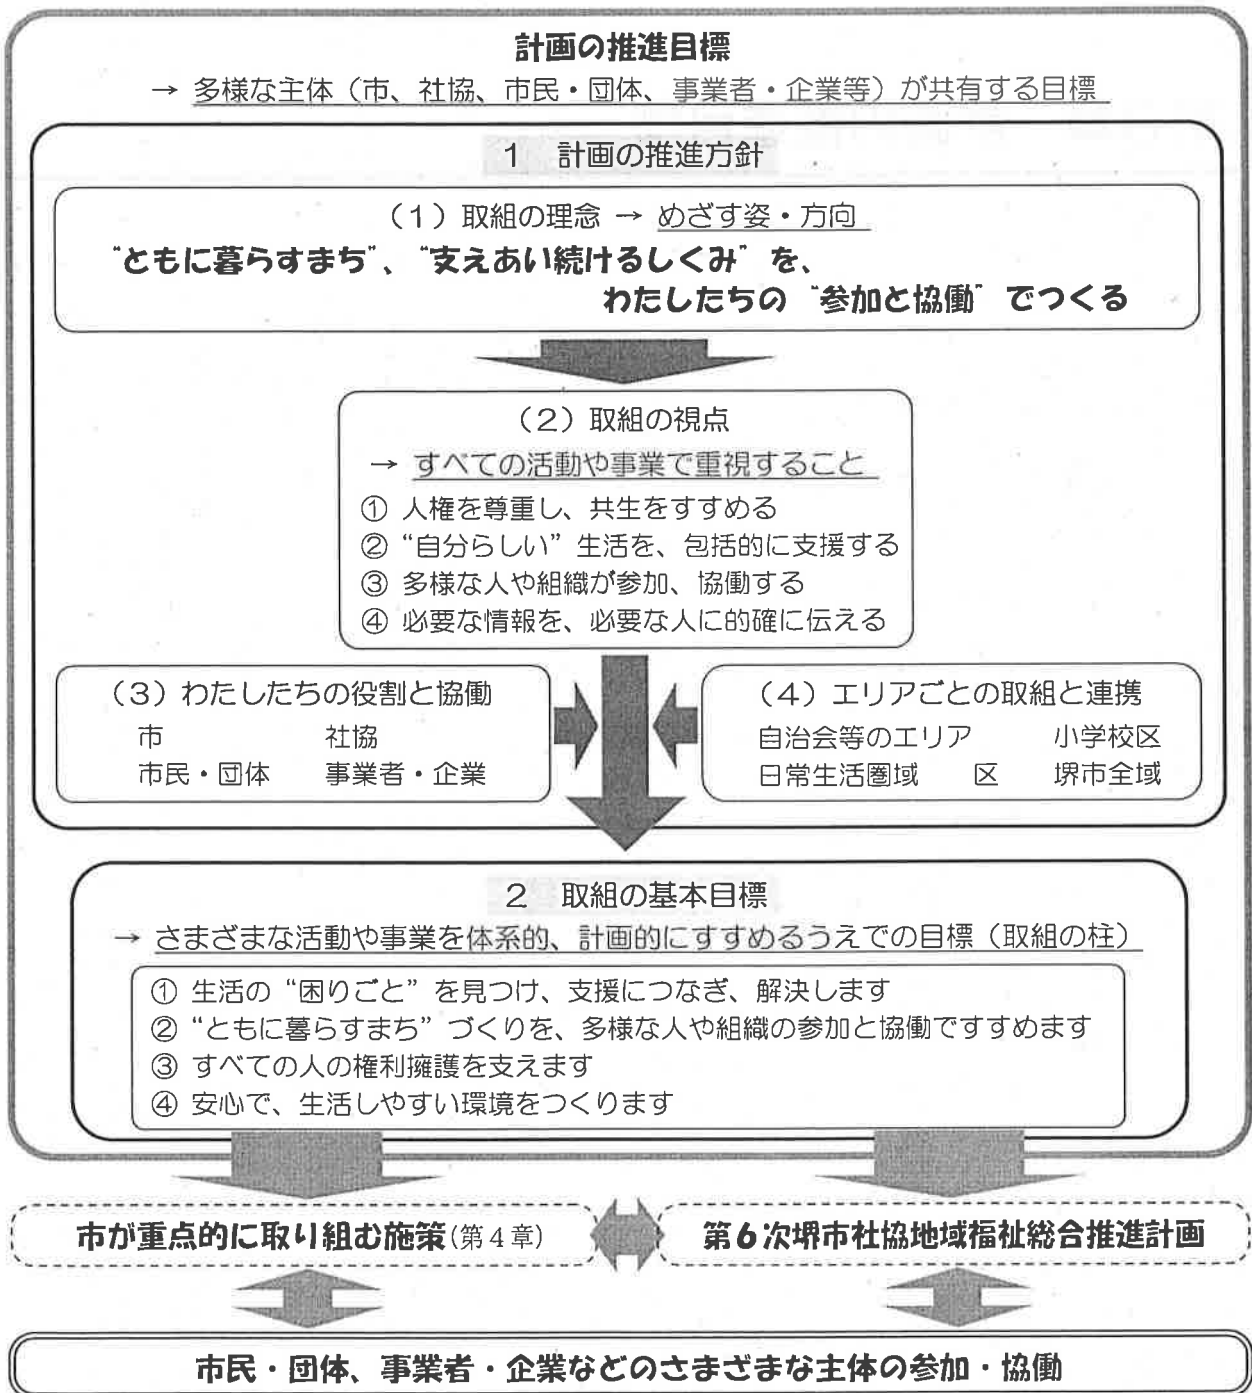 計画の推進目標
→ 多様な主体（市、社協、市民・団体、事業者・企業等）が共有する目標
1　計画の推進方針
（1）取組の理念 → めざす姿・方向
“ともに暮らすまち”、“支えあい続けるしくみ” を、
わたしたちの “参加と協働” でつくる
（2）取組の視点
→ すべての活動や事業で重視すること
① 人権を尊重し、共生をすすめる
② “自分らしい” 生活を、包括的に支援する
③ 多様な人や組織が参加、協働する
④ 必要な情報を、必要な人に的確に伝える
（3）わたしたちの役割と協働
市　社協
市民・団体　事業者・企業
（4）エリアごとの取組と連携
自治会等のエリア　小学校区
日常生活圏域　区　堺市全域
2　取組の基本目標
→ さまざまな活動や事業を体系的、計画的にすすめるうえでの目標（取組の柱）
① 生活の “困りごと” を見つけ、支援につなぎ、解決します
② “ともに暮らすまち” づくりを、多様な人や組織の参加と協働ですすめます
③ すべての人の権利擁護を支えます
④ 安心で、生活しやすい環境をつくります
市が重点的に取り組む施策(第４章)
第６次堺市社協地域福祉総合推進計画
市民・団体、事業者・企業などのさまざまな主体の参加・協働